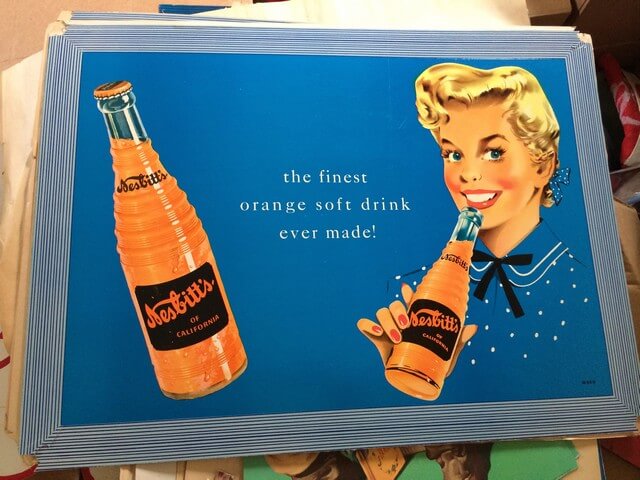 Nesbitt's
Nesbitt's
OF
CALIFORNIA
the finest
orange soft drink
ever made!
Nesbitt's
Nesbitt's
OF
CALIFORNIA